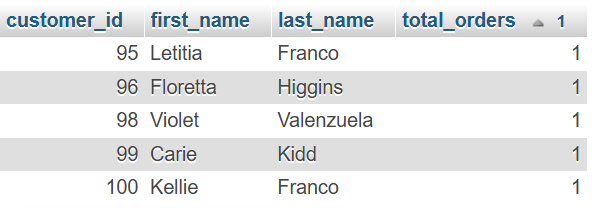 customer_id first_name last_name total_orders 1
95 Letitia Franco 1
96 Floretta Higgins 1
98 Violet Valenzuela 1
99 Carie Kidd 1
100 Kellie Franco 1